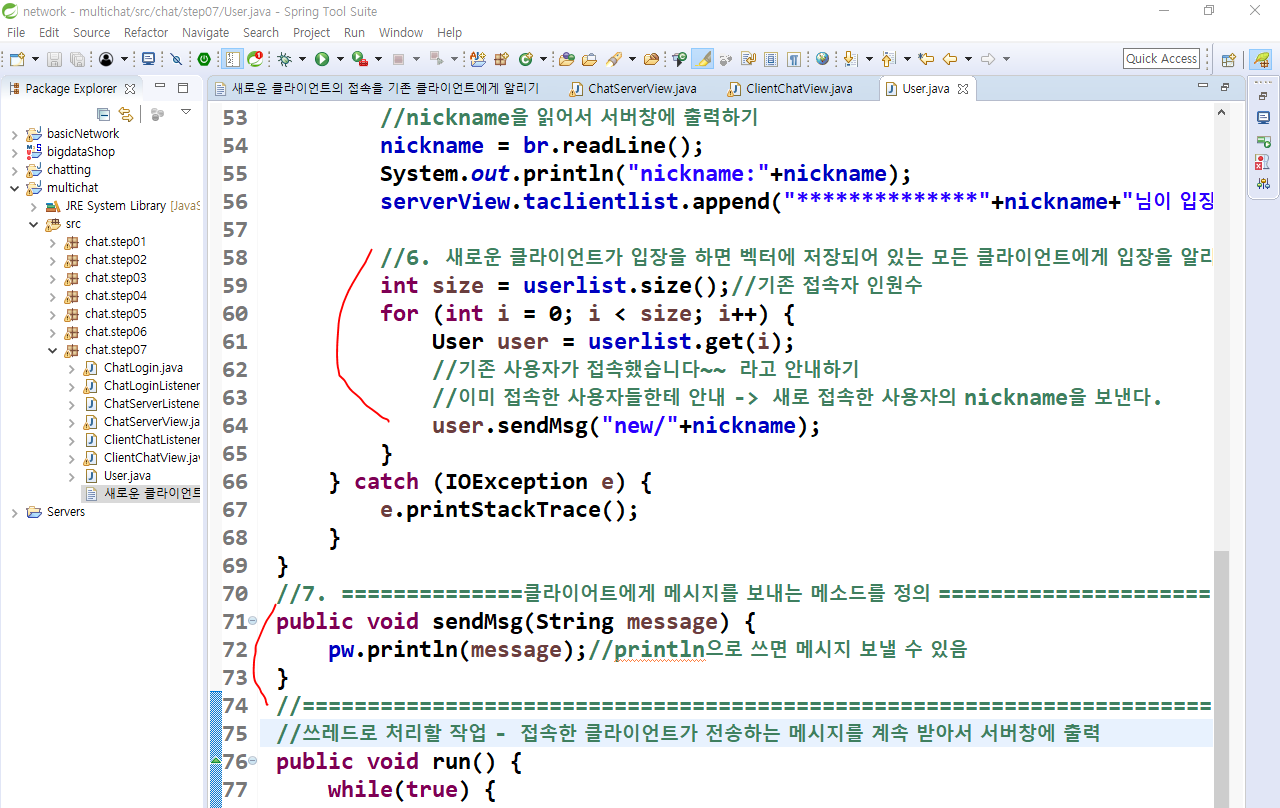 network - multichat/src/chat/step07/User.java - Spring Tool Suite
File Edit Source Refactor Navigate Search Project Run Window Help
Quick Access
Package Explorer
새로운 클라이언트의 접속을 기존 클라이언트에게 알리기
ChatServerView.java
ClientChatView.java
User.java
basicNetwork
bigdataShop
chatting
multichat
JRE System Library [JavaS
src
chat.step01
chat.step02
chat.step03
chat.step04
chat.step05
chat.step06
chat.step07
ChatLogin.java
ChatLoginListener
ChatServerListene
ChatServerView.ja
ClientChatListener
ClientChatView.jav
User.java
새로운 클라이언트
Servers
53 //nickname을 읽어서 서버창에 출력하기
54 nickname = br.readLine();
55 System.out.println("nickname:"+nickname);
56 serverView.taclientlist.append("**************"+nickname+"님이 입장
57
58 //6. 새로운 클라이언트가 입장을 하면 벡터에 저장되어 있는 모든 클라이언트에게 입장을 알리
59 int size = userlist.size();//기존 접속자 인원수
60 for (int i = 0; i < size; i++) {
61 User user = userlist.get(i);
62 //기존 사용자가 접속했습니다~~ 라고 안내하기
63 //이미 접속한 사용자들한테 안내 -> 새로 접속한 사용자의 nickname을 보낸다.
64 user.sendMsg("new/"+nickname);
65 }
66 } catch (IOException e) {
67 e.printStackTrace();
68 }
69 }
70 //7. ==============클라이어트에게 메시지를 보내는 메소드를 정의 =====================
71 public void sendMsg(String message) {
72 pw.println(message);//println으로 쓰면 메시지 보낼 수 있음
73 }
74 //======================================================================
75 //쓰레드로 처리할 작업 - 접속한 클라이언트가 전송하는 메시지를 계속 받아서 서버창에 출력
76 public void run() {
77 while(true) {